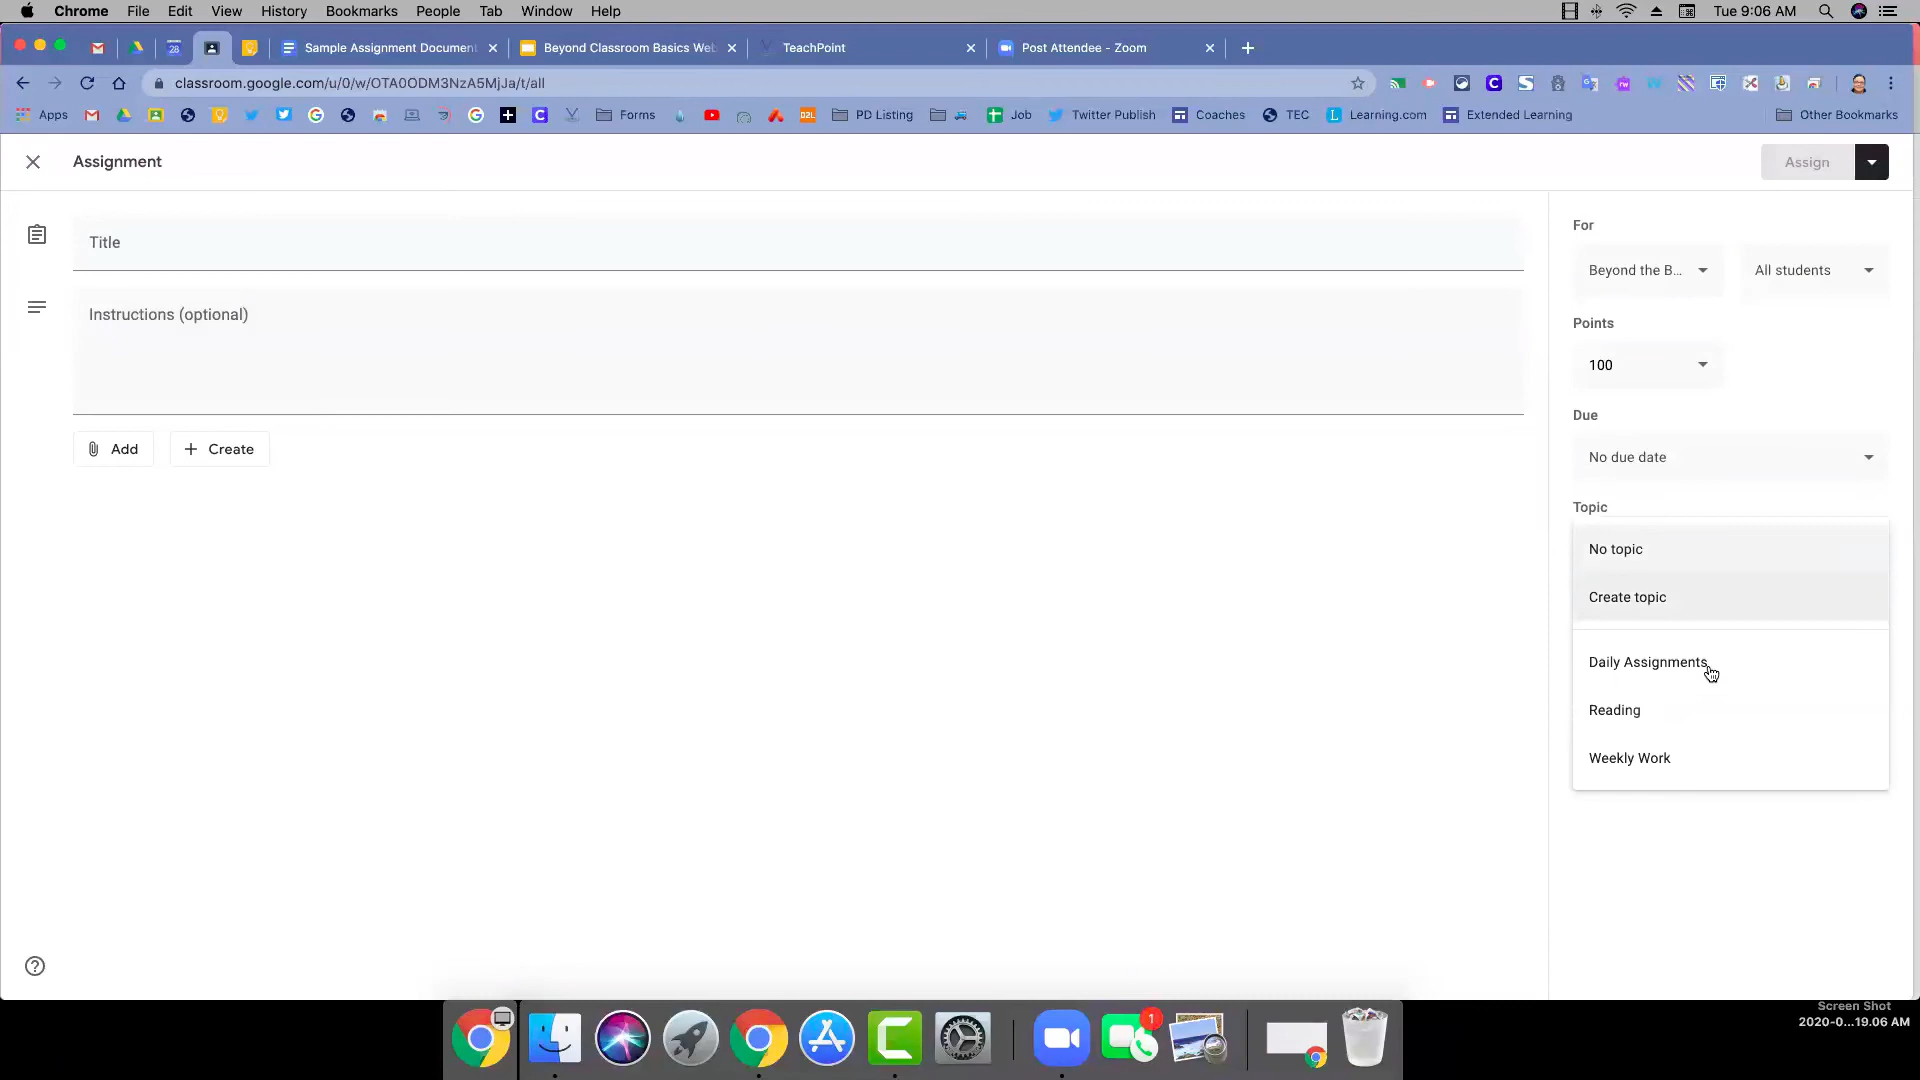 Chrome File Edit View History Bookmarks People Tab Window Help Tue 9:06 AM
28 Sample Assignment Document Beyond Classroom Basics Web TeachPoint Post Attendee - Zoom
classroom.google.com/u/0/w/OTA0ODM3NzA5MjJa/t/all
Apps D2L Forms PD Listing Job Twitter Publish Coaches TEC Learning.com Extended Learning Other Bookmarks
Assignment Assign
Title
Instructions (optional)
Add Create
For
Beyond the B... All students
Points
100
Due
No due date
Topic
No topic
Create topic
Daily Assignments
Reading
Weekly Work
1
Screen Shot
2020-0...19.06 AM